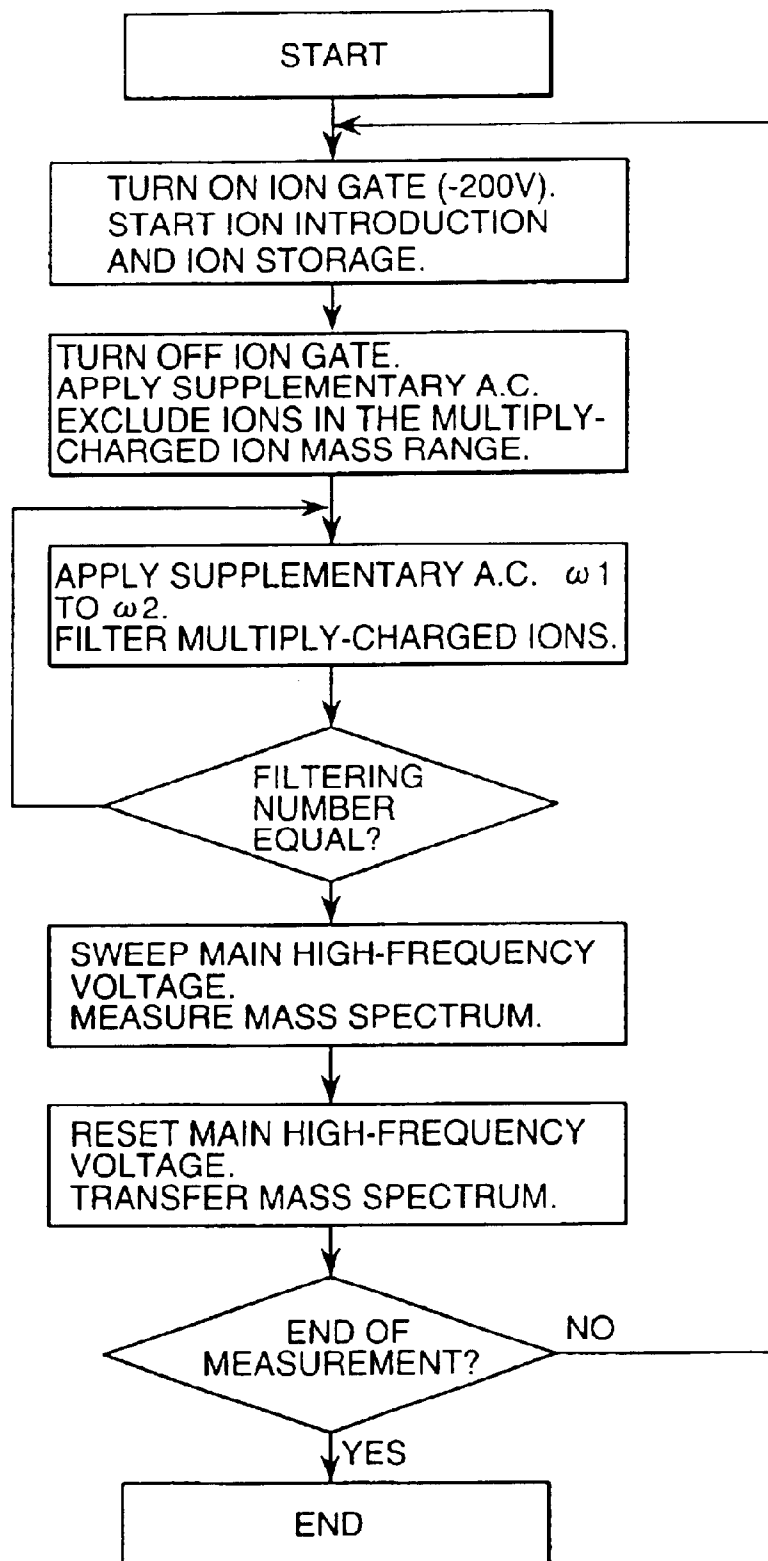 START
TURN ON ION GATE (-200V).
START ION INTRODUCTION
AND ION STORAGE.
TURN OFF ION GATE.
APPLY SUPPLEMENTARY A.C.
EXCLUDE IONS IN THE MULTIPLY-
CHARGED ION MASS RANGE.
APPLY SUPPLEMENTARY A.C. ω1
TO ω2.
FILTER MULTIPLY-CHARGED IONS.
FILTERING
NUMBER
EQUAL?
SWEEP MAIN HIGH-FREQUENCY
VOLTAGE.
MEASURE MASS SPECTRUM.
RESET MAIN HIGH-FREQUENCY
VOLTAGE.
TRANSFER MASS SPECTRUM.
END OF
MEASUREMENT?
NO
YES
END